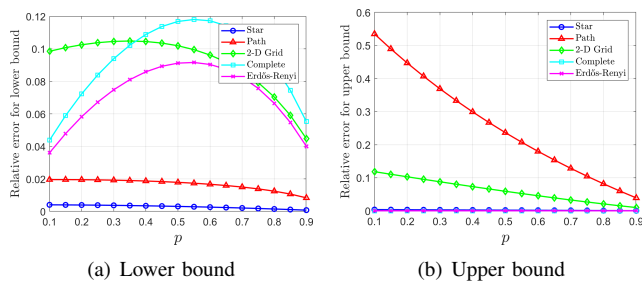 Relative error for lower bound
0.12
0.1
0.08
0.06
0.04
0.02
0
0.1 0.2 0.3 0.4 0.5 0.6 0.7 0.8 0.9
p
Star
Path
2-D Grid
Complete
Erdős-Renyi
(a) Lower bound
Relative error for upper bound
0.6
0.5
0.4
0.3
0.2
0.1
0
0.1 0.2 0.3 0.4 0.5 0.6 0.7 0.8 0.9
p
Star
Path
2-D Grid
Complete
Erdős-Renyi
(b) Upper bound